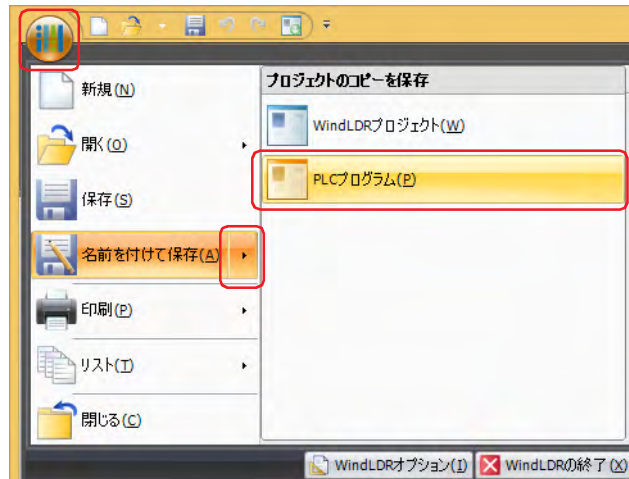 新規(N)
開く(O)
保存(S)
名前を付けて保存(A)
印刷(P)
リスト(T)
閉じる(C)
プロジェクトのコピーを保存
WindLDRプロジェクト(W)
PLCプログラム(P)
WindLDRオプション(I)
WindLDRの終了(X)